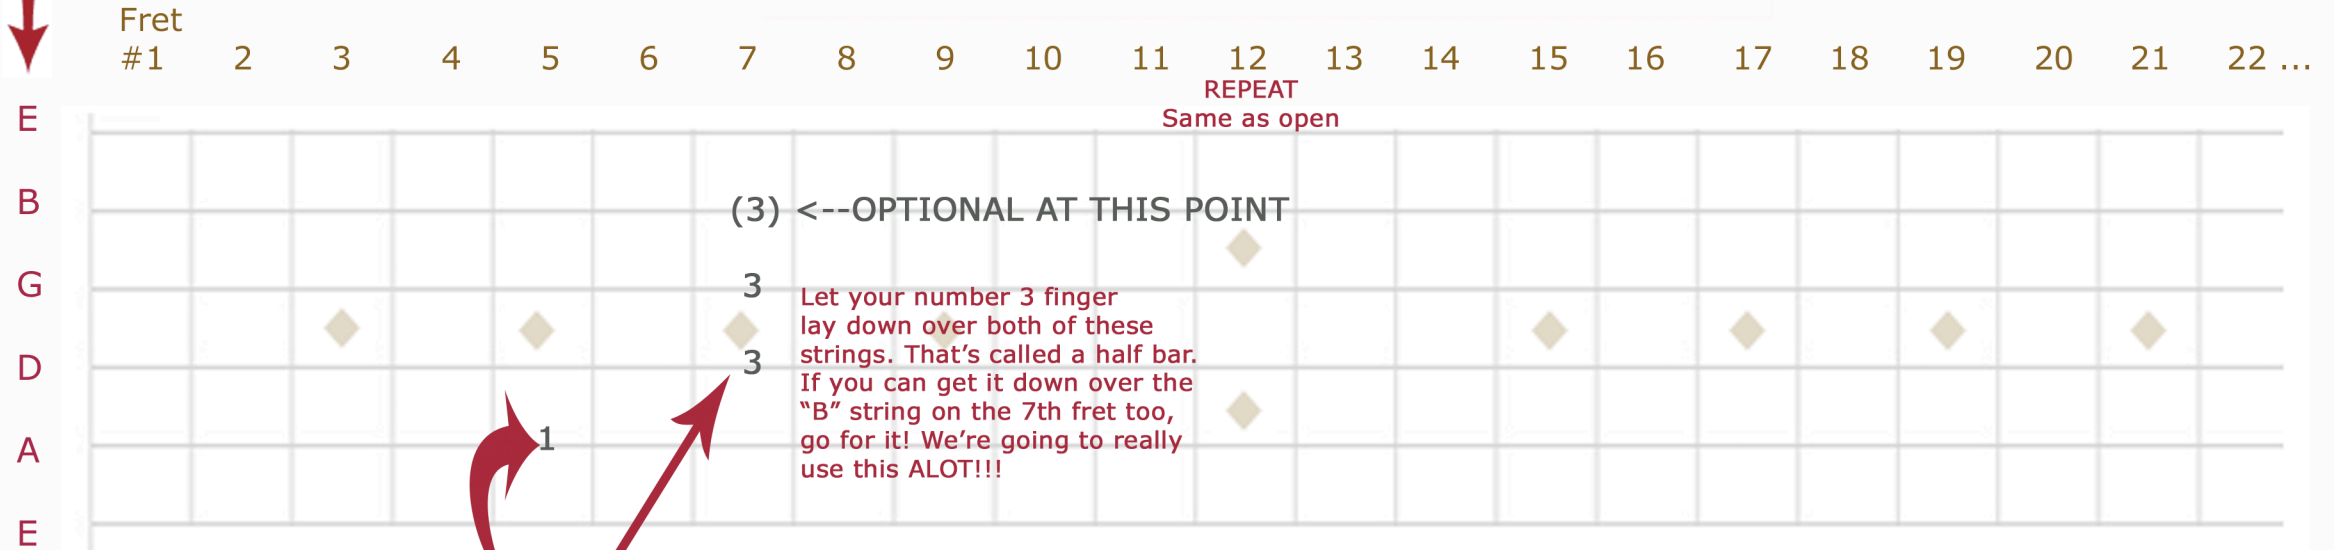 Fret
#1 2 3 4 5 6 7 8 9 10 11 12 13 14 15 16 17 18 19 20 21 22 ...
REPEAT
Same as open
E
B
(3) <--OPTIONAL AT THIS POINT
G
3
Let your number 3 finger
lay down over both of these
strings. That’s called a half bar.
If you can get it down over the
“B” string on the 7th fret too,
go for it! We’re going to really
use this ALOT!!!
D
3
A
1
E